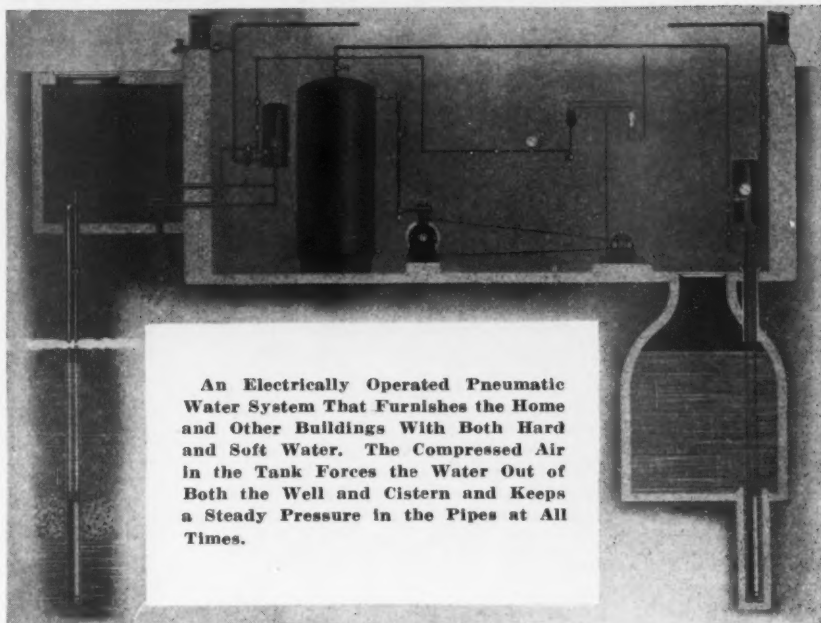 An Electrically Operated Pneumatic
Water System That Furnishes the Home
and Other Buildings With Both Hard
and Soft Water. The Compressed Air
in the Tank Forces the Water Out of
Both the Well and Cistern and Keeps
a Steady Pressure in the Pipes at All
Times.